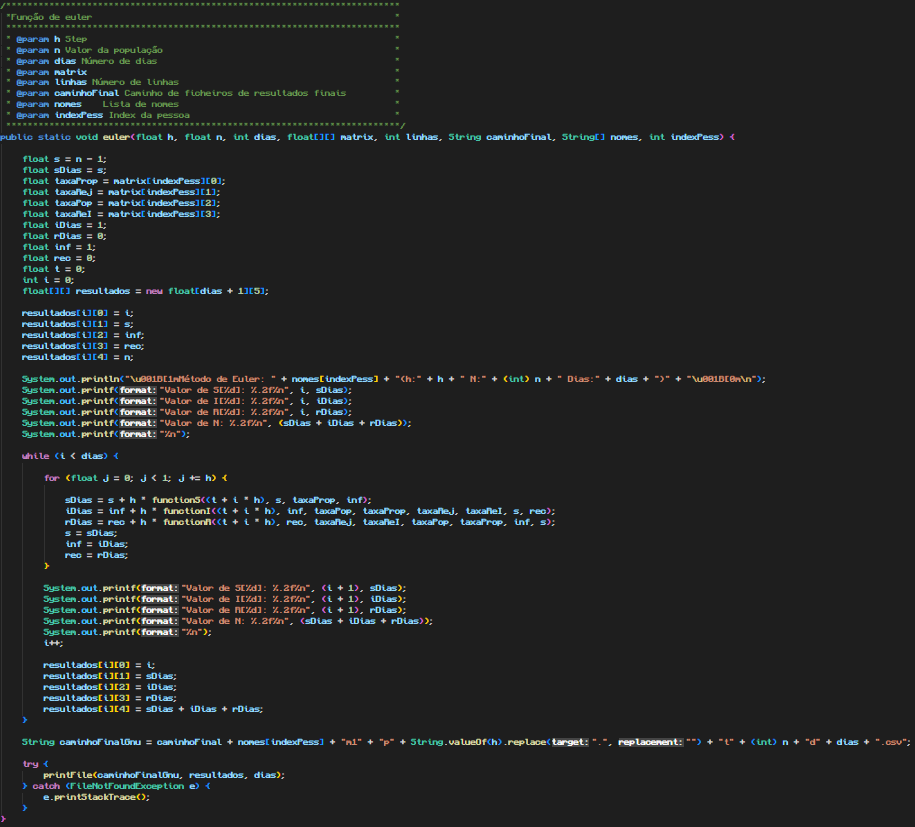 /*************************************************************************
 *Função de euler                                                        *
 *************************************************************************
 * @param h Step                                                         *
 * @param n Valor da população                                           *
 * @param dias Número de dias                                            *
 * @param matrix                                                         *
 * @param linhas Número de linhas                                        *
 * @param caminhoFinal Caminho de ficheiros de resultados finais         *
 * @param nomes    Lista de nomes                                        *
 * @param indexPess Index da pessoa                                      *
 *************************************************************************/
public static void euler(float h, float n, int dias, float[][] matrix, int linhas, String caminhoFinal, String[] nomes, int indexPess) {
    float s = n - 1;
    float sDias = s;
    float taxaProp = matrix[indexPess][0];
    float taxaRej = matrix[indexPess][1];
    float taxaPop = matrix[indexPess][2];
    float taxaReI = matrix[indexPess][3];
    float iDias = 1;
    float rDias = 0;
    float inf = 1;
    float rec = 0;
    float t = 0;
    int i = 0;
    float[][] resultados = new float[dias + 1][5];
    resultados[i][0] = i;
    resultados[i][1] = s;
    resultados[i][2] = inf;
    resultados[i][3] = rec;
    resultados[i][4] = n;
    System.out.println("\u001B[1mMétodo de Euler: " + nomes[indexPess] + "(h:" + h + " N:" + (int) n + " Dias:" + dias + ")" + "\u001B[0m\n");
    System.out.printf(format: "Valor de S[%d]: %.2f%n", i, sDias);
    System.out.printf(format: "Valor de I[%d]: %.2f%n", i, iDias);
    System.out.printf(format: "Valor de R[%d]: %.2f%n", i, rDias);
    System.out.printf(format: "Valor de N: %.2f%n", (sDias + iDias + rDias));
    System.out.printf(format: "%n");
    while (i < dias) {
        for (float j = 0; j < 1; j += h) {
            sDias = s + h * functionS((t + i * h), s, taxaProp, inf);
            iDias = inf + h * functionI((t + i * h), inf, taxaPop, taxaProp, taxaRej, taxaReI, s, rec);
            rDias = rec + h * functionR((t + i * h), rec, taxaRej, taxaReI, taxaPop, taxaProp, inf, s);
            s = sDias;
            inf = iDias;
            rec = rDias;
        }
        System.out.printf(format: "Valor de S[%d]: %.2f%n", (i + 1), sDias);
        System.out.printf(format: "Valor de I[%d]: %.2f%n", (i + 1), iDias);
        System.out.printf(format: "Valor de R[%d]: %.2f%n", (i + 1), rDias);
        System.out.printf(format: "Valor de N: %.2f%n", (sDias + iDias + rDias));
        System.out.printf(format: "%n");
        i++;
        resultados[i][0] = i;
        resultados[i][1] = sDias;
        resultados[i][2] = iDias;
        resultados[i][3] = rDias;
        resultados[i][4] = sDias + iDias + rDias;
    }
    String caminhoFinalGnu = caminhoFinal + nomes[indexPess] + "m1" + "p" + String.valueOf(h).replace(target: ".", replacement: "") + "t" + (int) n + "d" + dias + ".csv";
    try {
        printFile(caminhoFinalGnu, resultados, dias);
    } catch (FileNotFoundException e) {
        e.printStackTrace();
    }
}